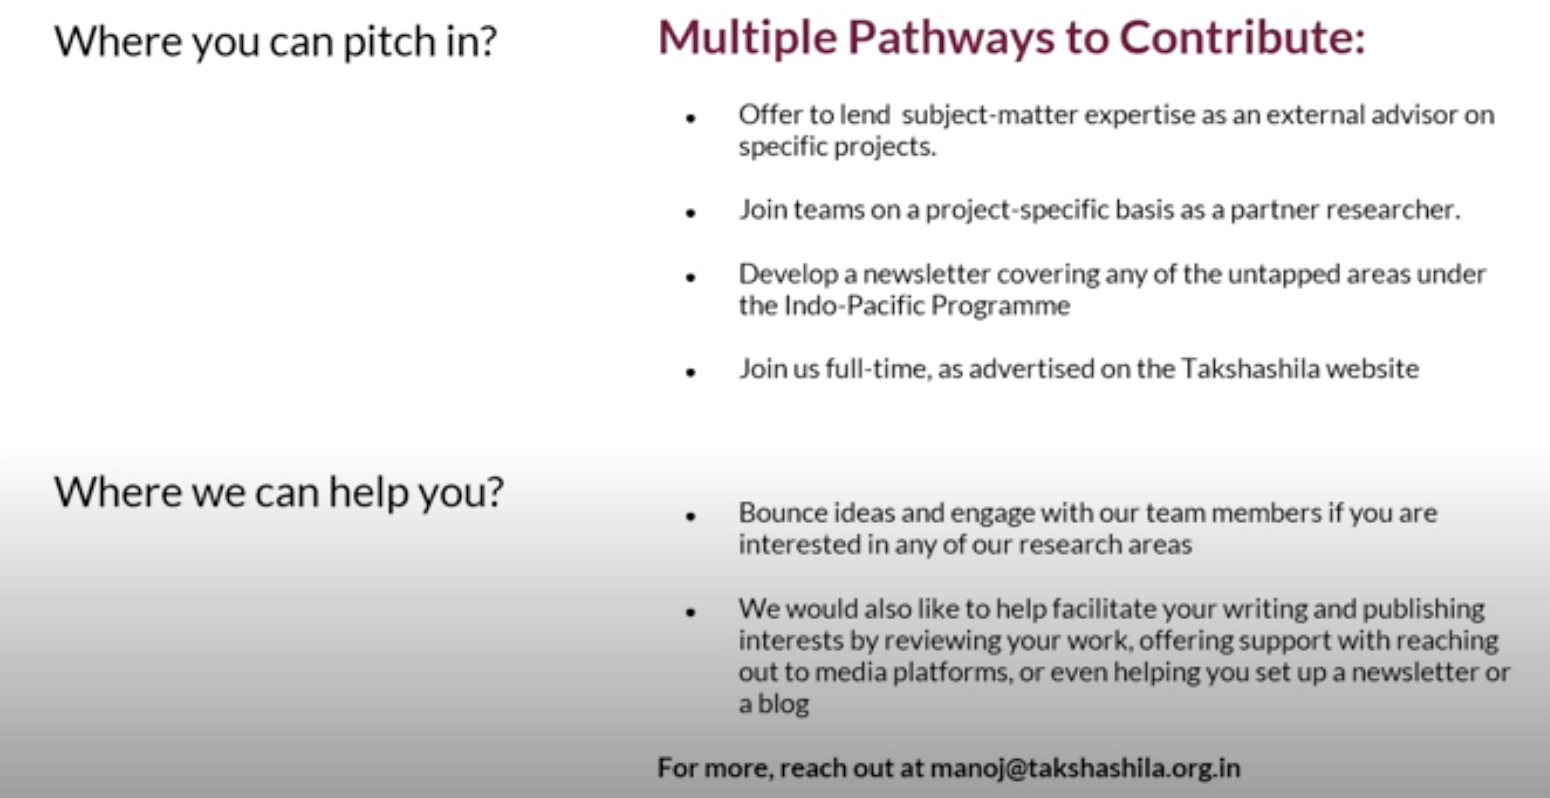 Where you can pitch in?
Multiple Pathways to Contribute:
• Offer to lend subject-matter expertise as an external advisor on
specific projects.
• Join teams on a project-specific basis as a partner researcher.
• Develop a newsletter covering any of the untapped areas under
the Indo-Pacific Programme
• Join us full-time, as advertised on the Takshashila website
Where we can help you?
• Bounce ideas and engage with our team members if you are
interested in any of our research areas
• We would also like to help facilitate your writing and publishing
interests by reviewing your work, offering support with reaching
out to media platforms, or even helping you set up a newsletter or
a blog
For more, reach out at manoj@takshashila.org.in